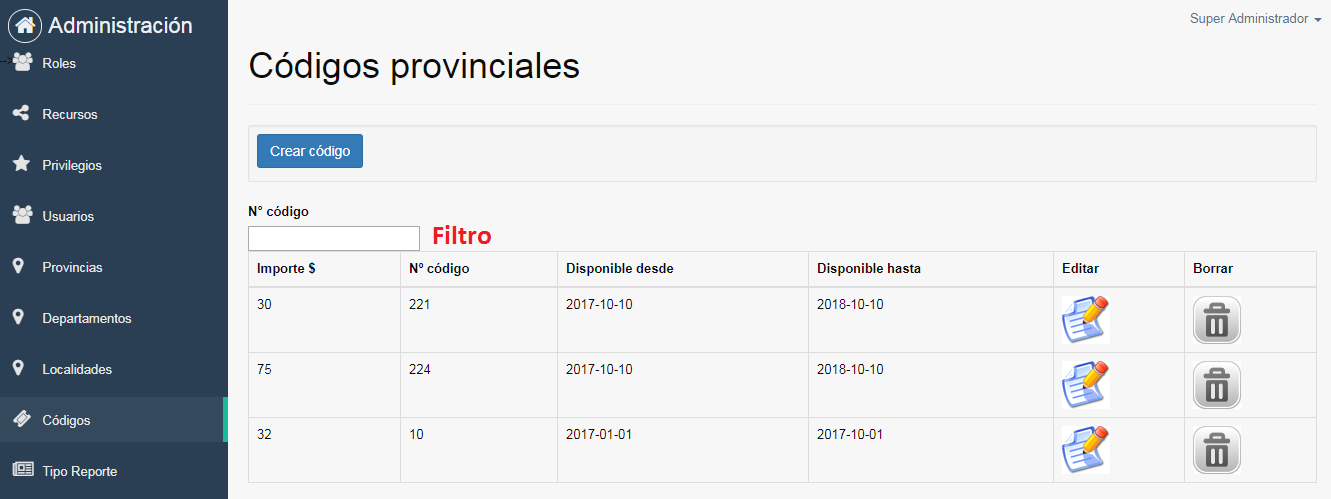 Administración
Super Administrador
Roles
Recursos
Privilegios
Usuarios
Provincias
Departamentos
Localidades
Códigos
Tipo Reporte
Códigos provinciales
Crear código
N° código
Filtro
Importe $ Nº código Disponible desde Disponible hasta Editar Borrar
30 221 2017-10-10 2018-10-10
75 224 2017-10-10 2018-10-10
32 10 2017-01-01 2017-10-01